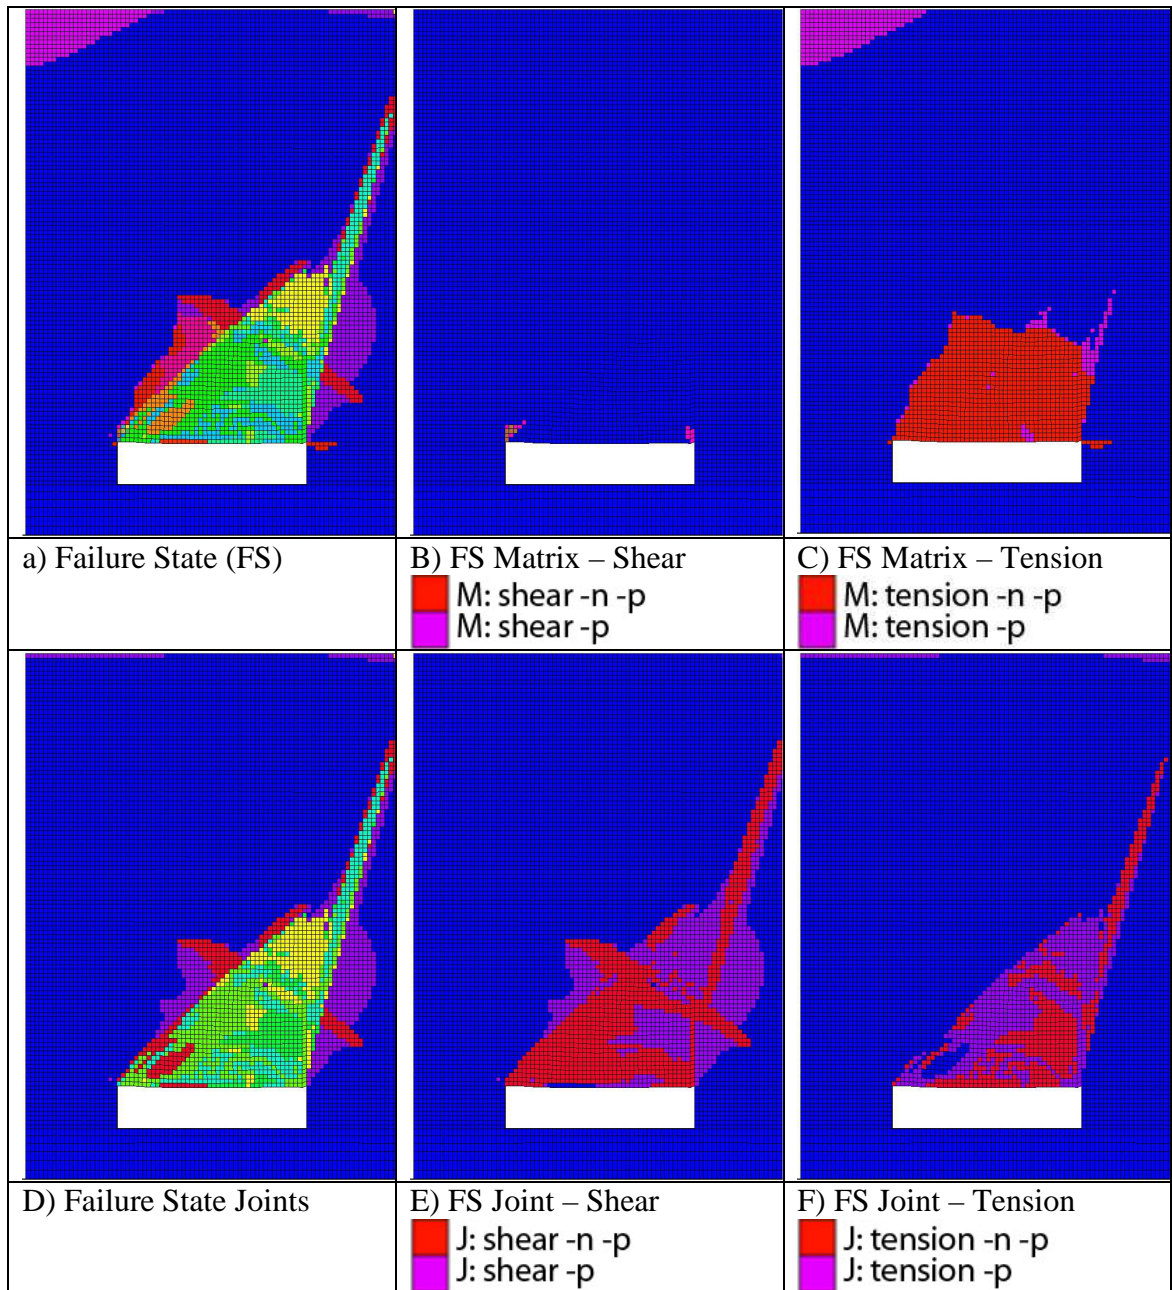 a) Failure State (FS)
B) FS Matrix – Shear
M: shear -n -p
M: shear -p
C) FS Matrix – Tension
M: tension -n -p
M: tension -p
D) Failure State Joints
E) FS Joint – Shear
J: shear -n -p
J: shear -p
F) FS Joint – Tension
J: tension -n -p
J: tension -p